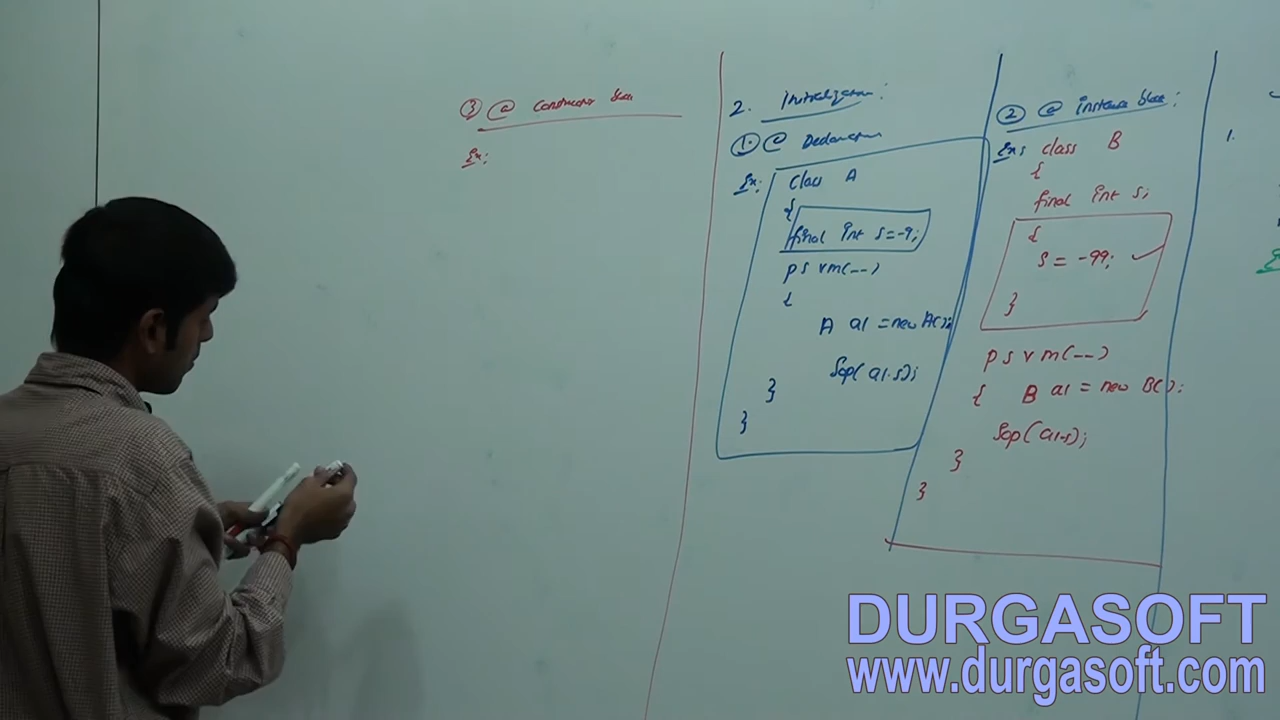 ③ @ Constructor
Ex:
2. Initialization:
① @ Declaration
Ex: class A
{
final int s=-9;
p s v m(--)
{
A a1 = new A();
Sop(a1.s);
}
}
② @ instance block:
Ex: class B
{
final int s;
{
s = -99; ✓
}
p s v m(--)
{ B a1 = new B();
Sop(a1.s);
}
}
1.
DURGASOFT
www.durgasoft.com